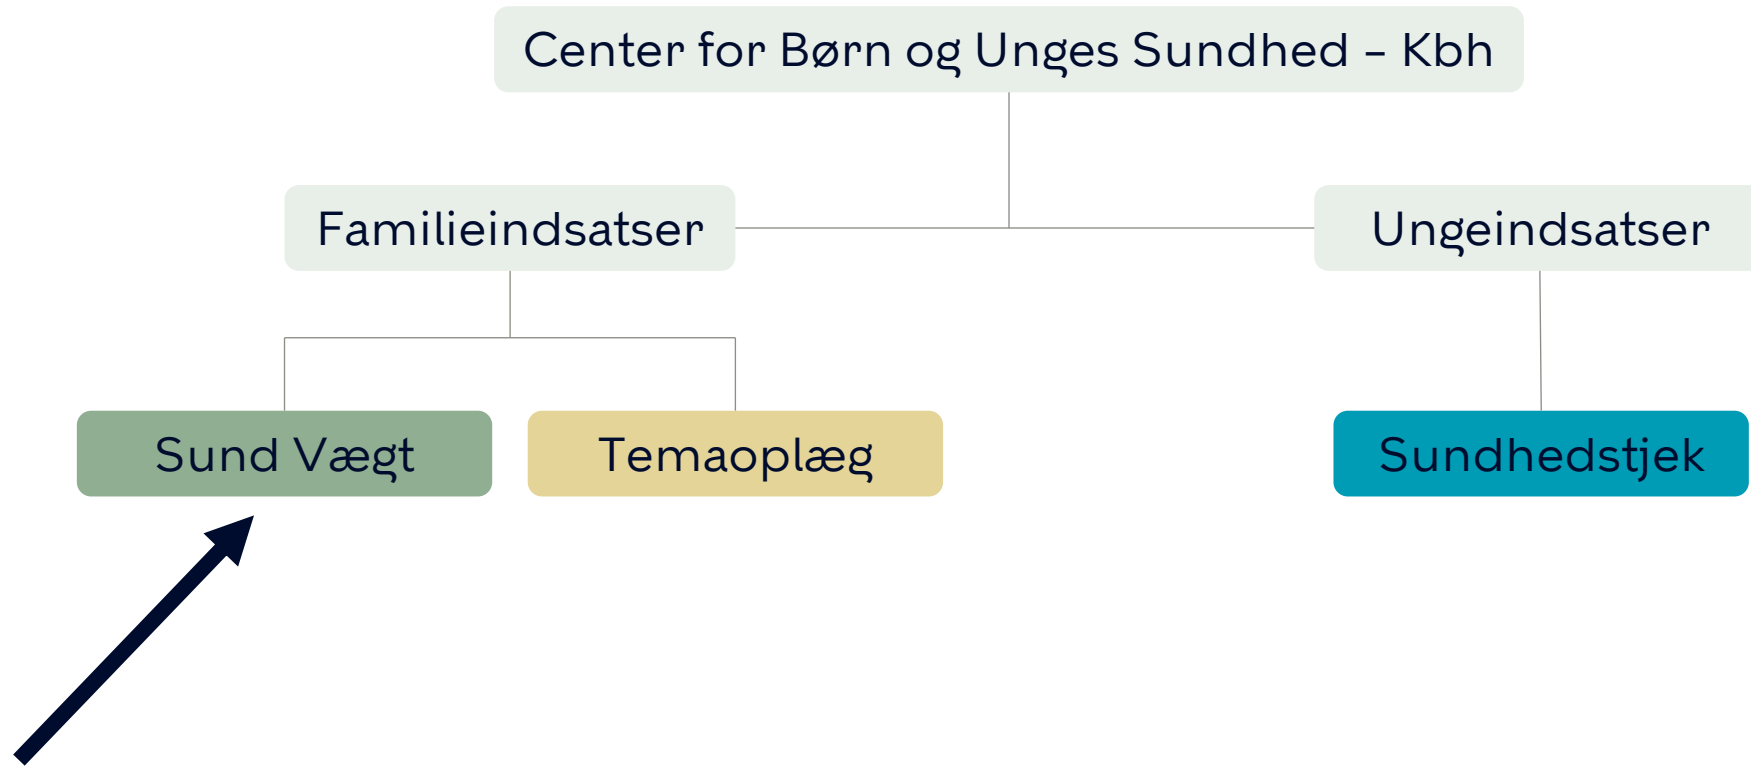 Center for Børn og Unges Sundhed – Kbh
Familieindsatser
Ungeindsatser
Sund Vægt
Temaoplæg
Sundhedstjek